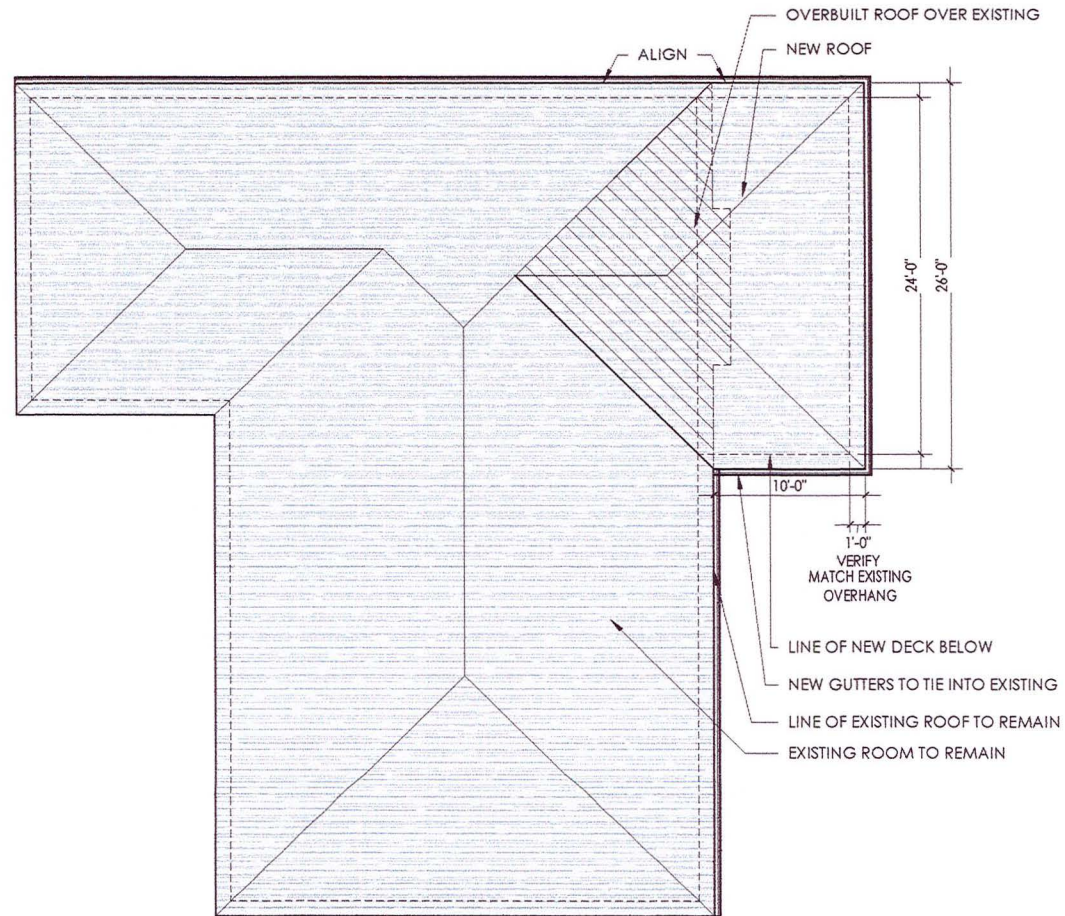 OVERBUILT ROOF OVER EXISTING
NEW ROOF
ALIGN
24'-0"
26'-0"
10'-0"
1'-0"
VERIFY
MATCH EXISTING
OVERHANG
LINE OF NEW DECK BELOW
NEW GUTTERS TO TIE INTO EXISTING
LINE OF EXISTING ROOF TO REMAIN
EXISTING ROOM TO REMAIN